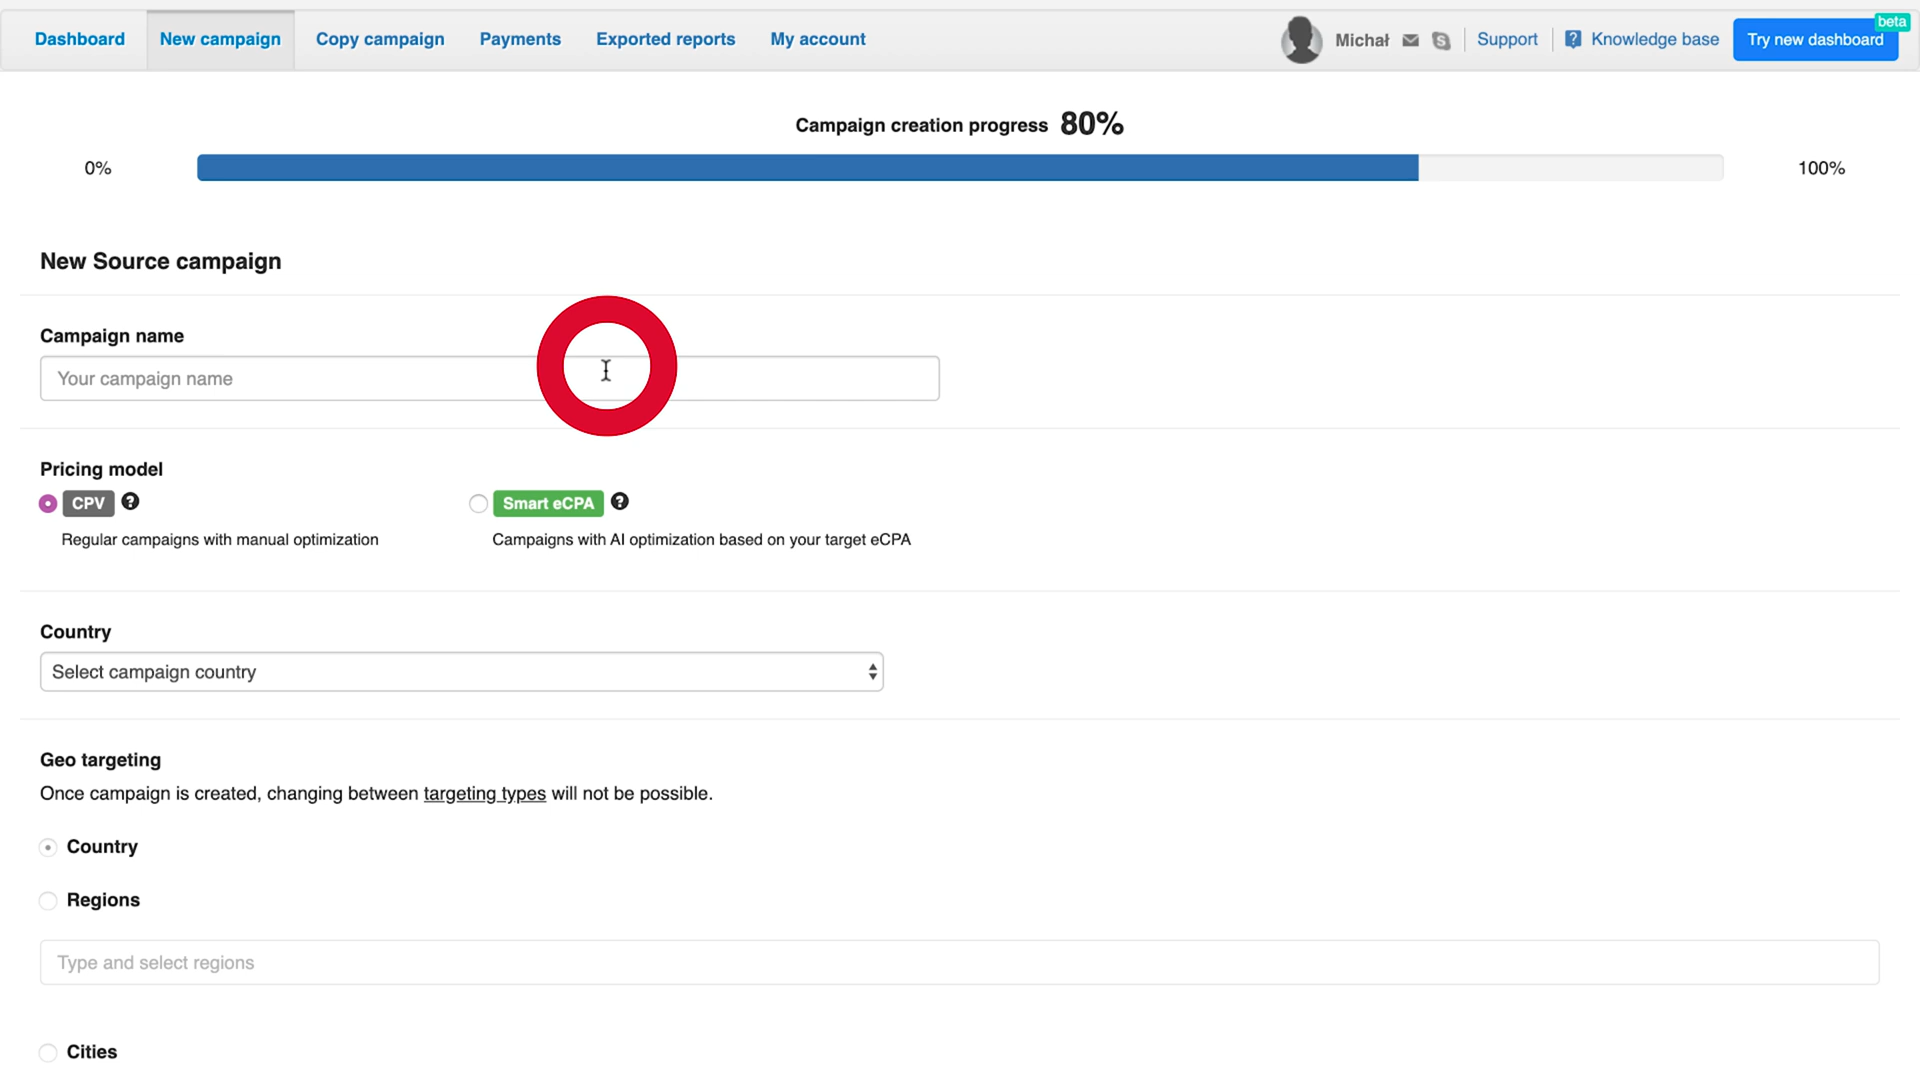 Dashboard
New campaign
Copy campaign
Payments
Exported reports
My account
Michał
Support
Knowledge base
Try new dashboard
beta
Campaign creation progress 80%
0%
100%
New Source campaign
Campaign name
Your campaign name
Pricing model
CPV
Smart eCPA
Regular campaigns with manual optimization
Campaigns with AI optimization based on your target eCPA
Country
Select campaign country
Geo targeting
Once campaign is created, changing between targeting types will not be possible.
Country
Regions
Type and select regions
Cities